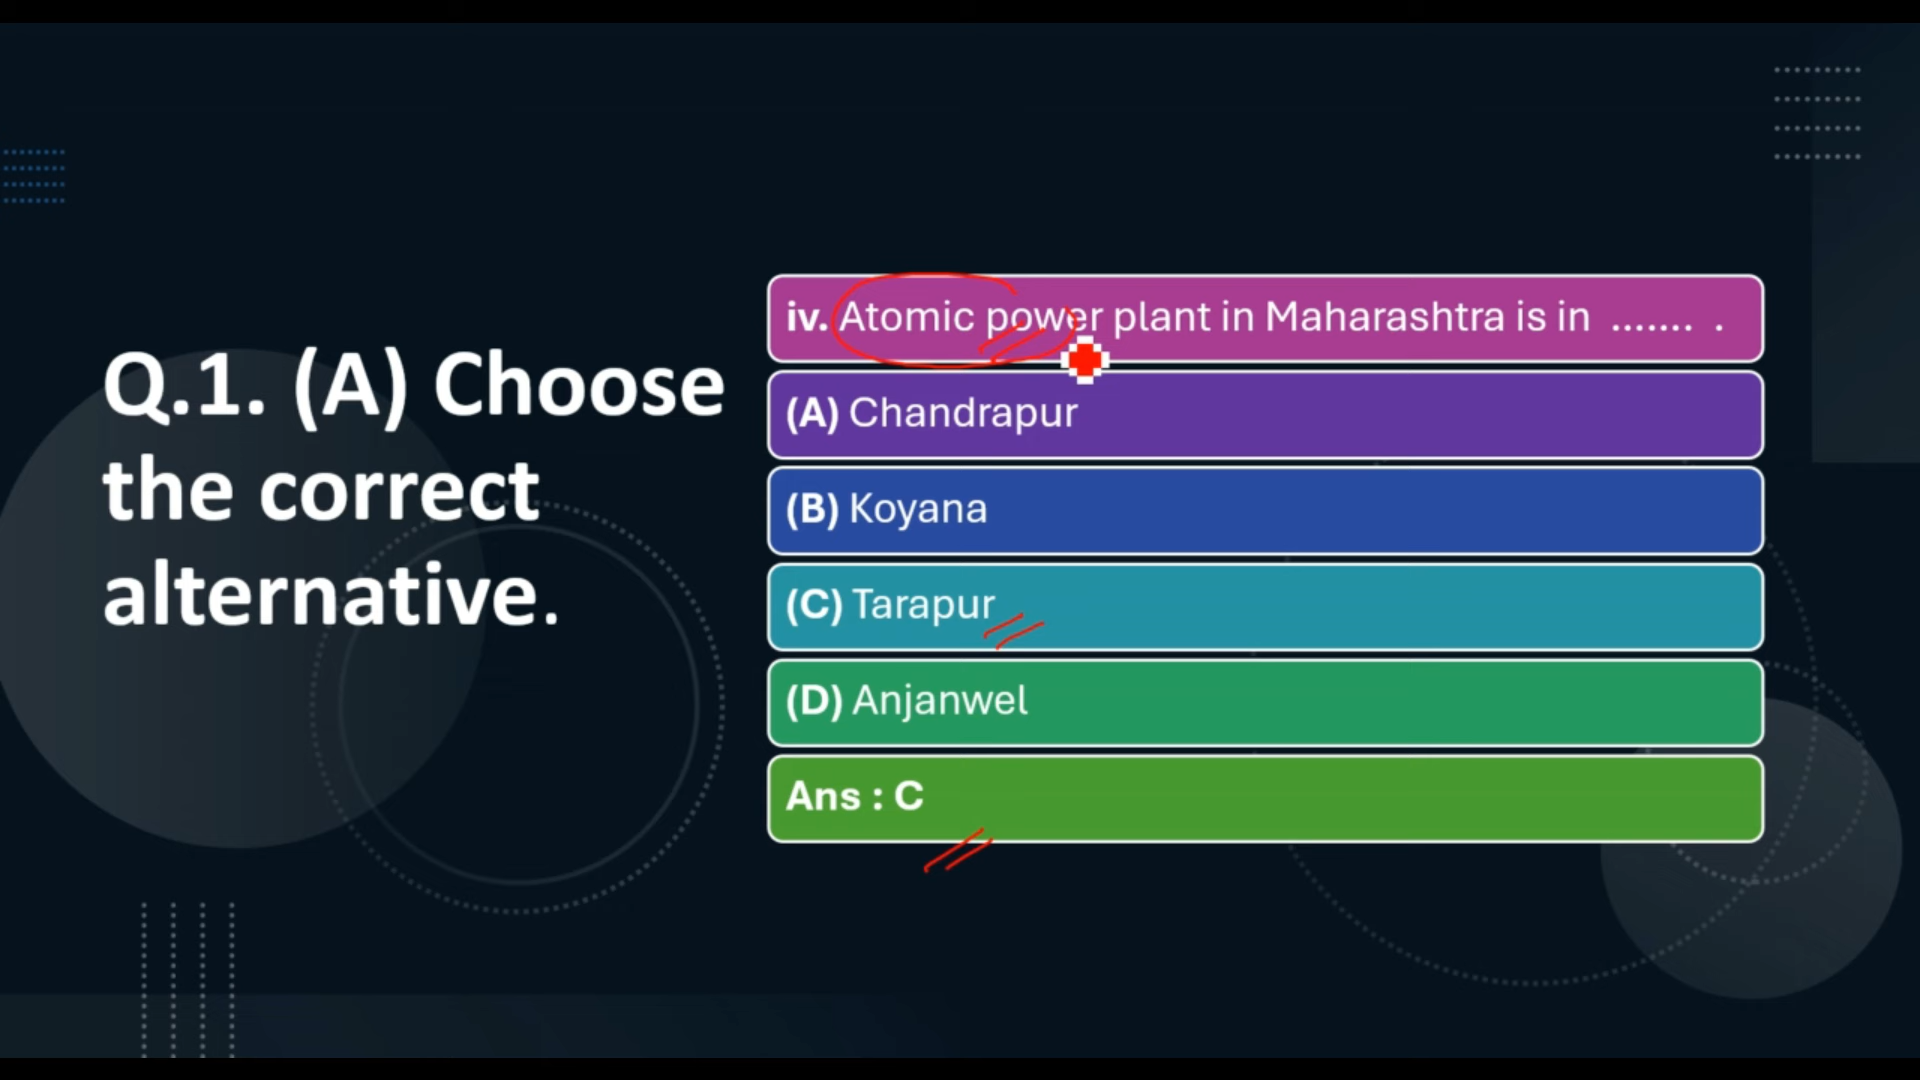 Q.1. (A) Choose
the correct
alternative.
iv. Atomic power plant in Maharashtra is in ....... .
(A) Chandrapur
(B) Koyana
(C) Tarapur
(D) Anjanwel
Ans : C